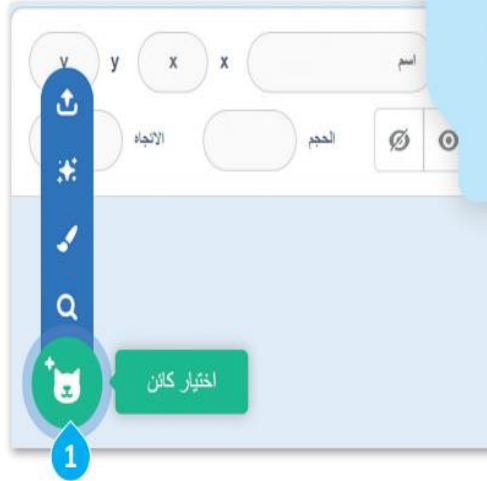 اسم x x y y
الحجم الاتجاه
اختيار كائن
1